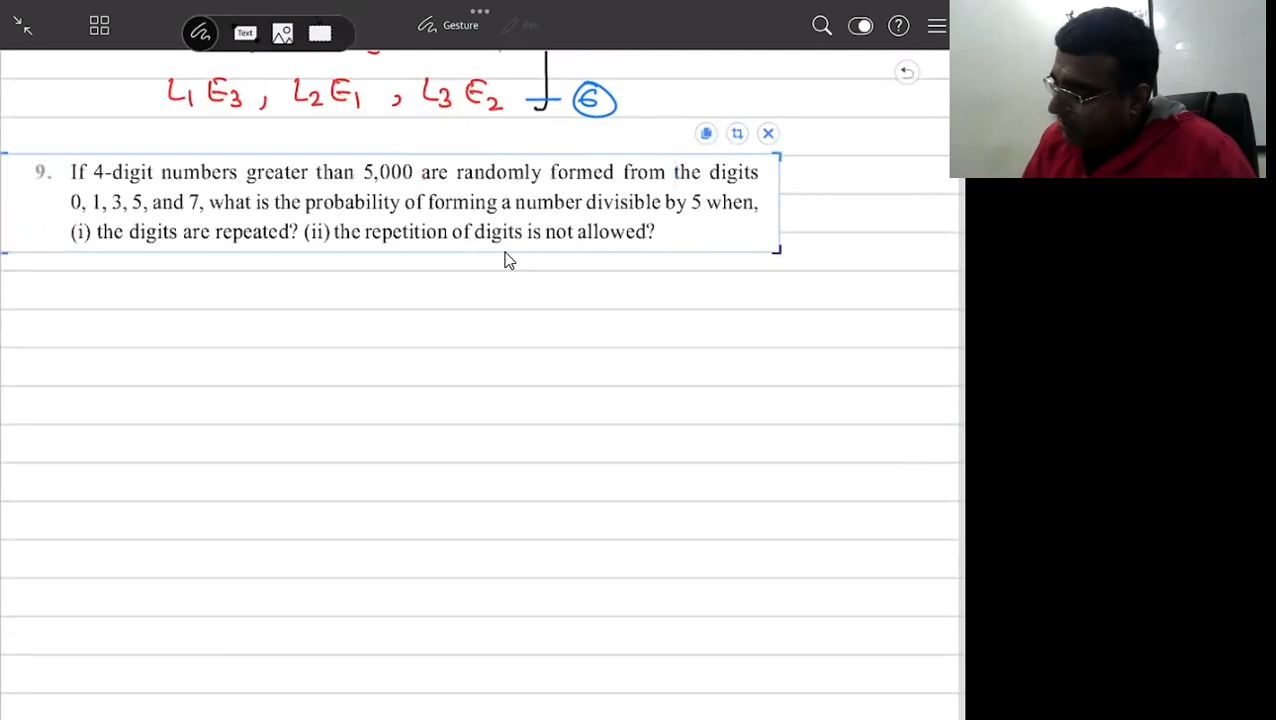 Text
Gesture
Pen
L1 E3 , L2 E1 , L3 E2
6
9. If 4-digit numbers greater than 5,000 are randomly formed from the digits
0, 1, 3, 5, and 7, what is the probability of forming a number divisible by 5 when,
(i) the digits are repeated? (ii) the repetition of digits is not allowed?